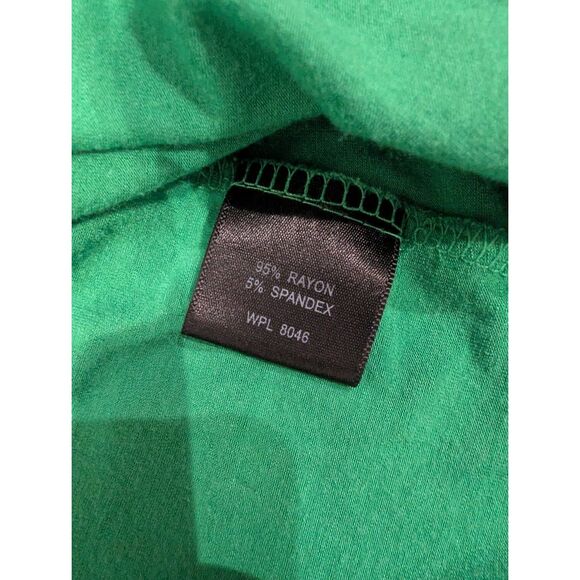 95% RAYON
5% SPANDEX
WPL 8046